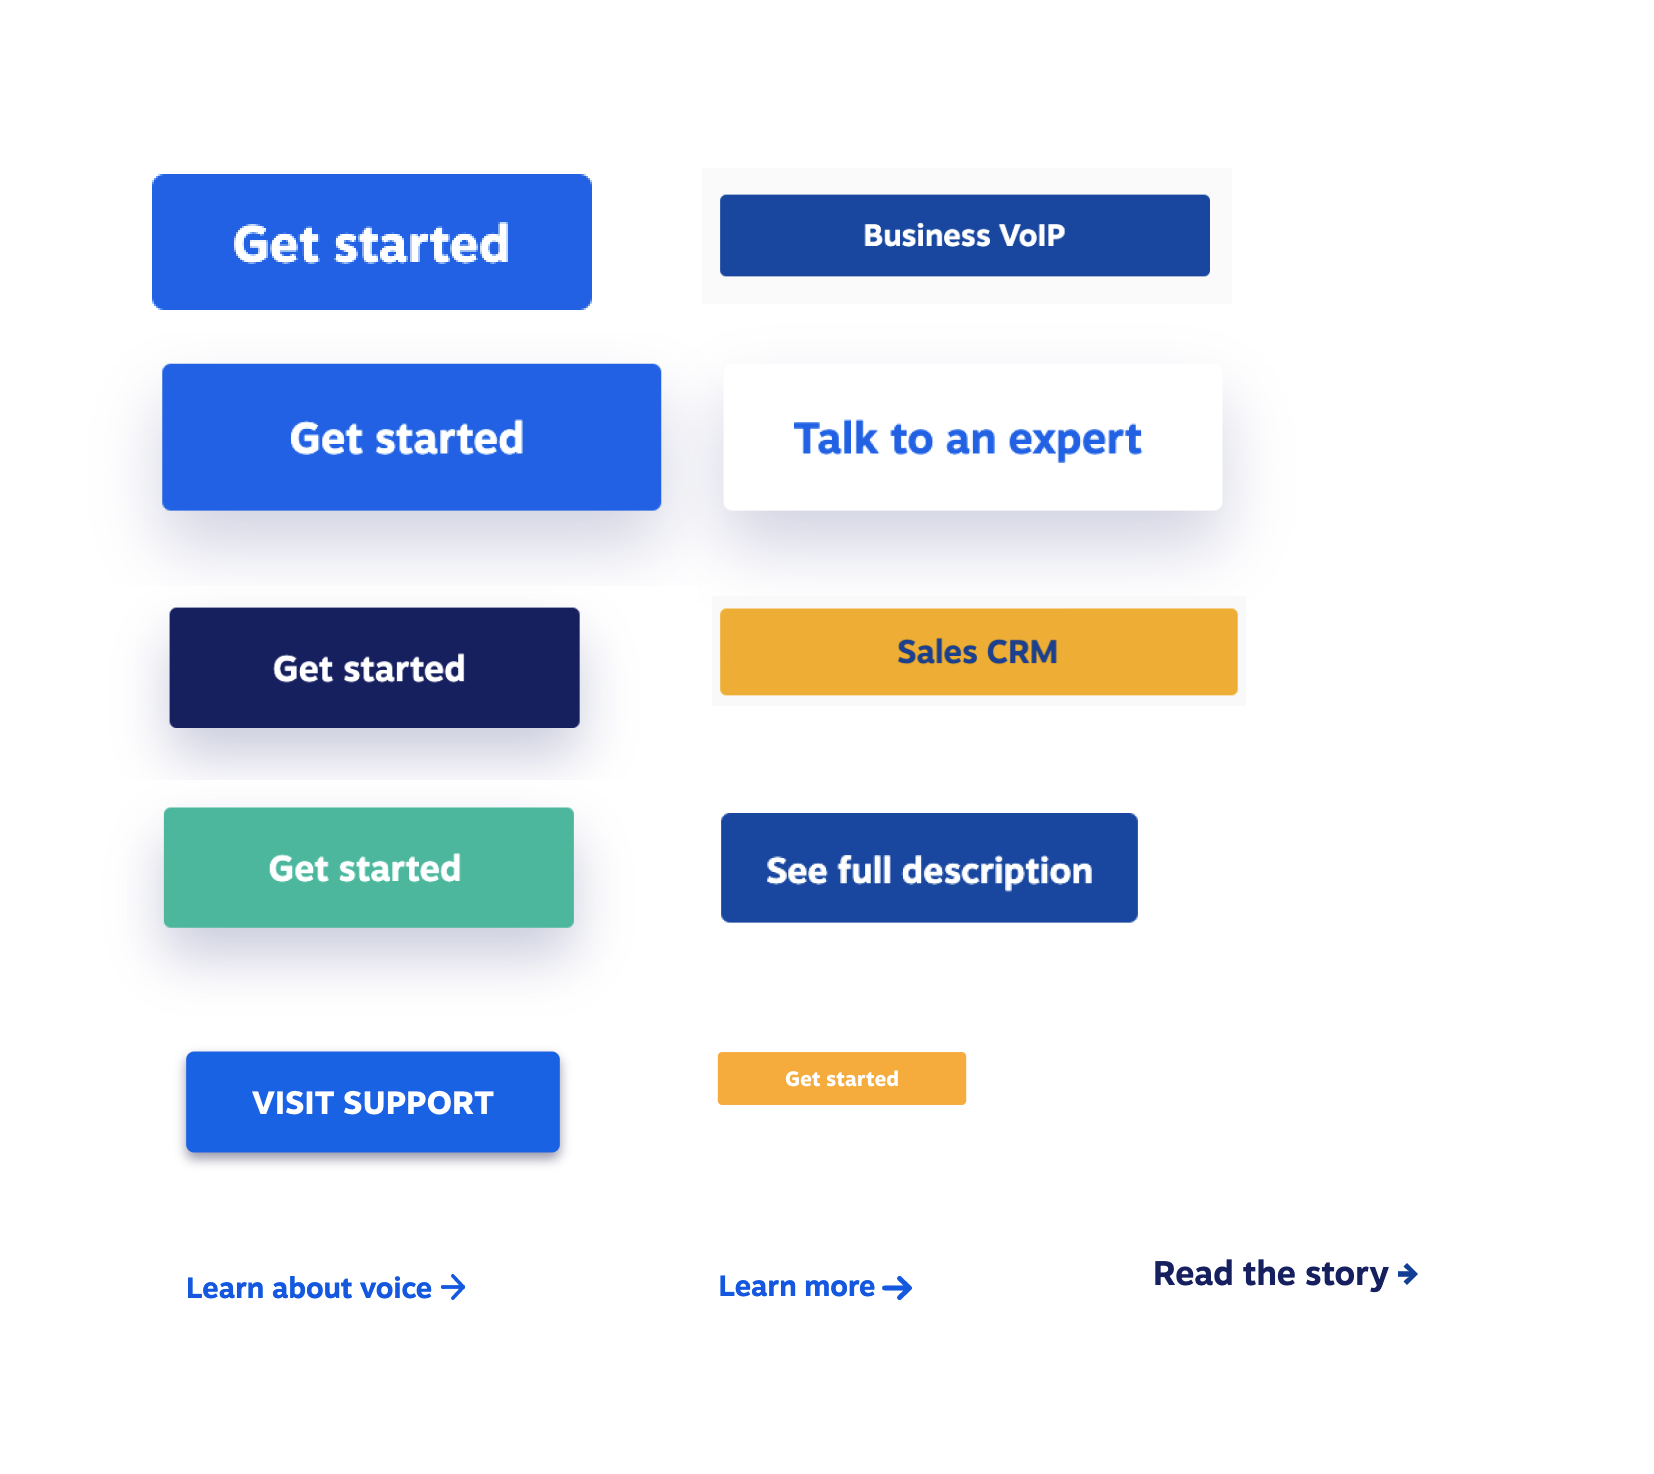 Get started
Business VoIP
Get started
Talk to an expert
Get started
Sales CRM
Get started
See full description
VISIT SUPPORT
Get started
Learn about voice →
Learn more →
Read the story →